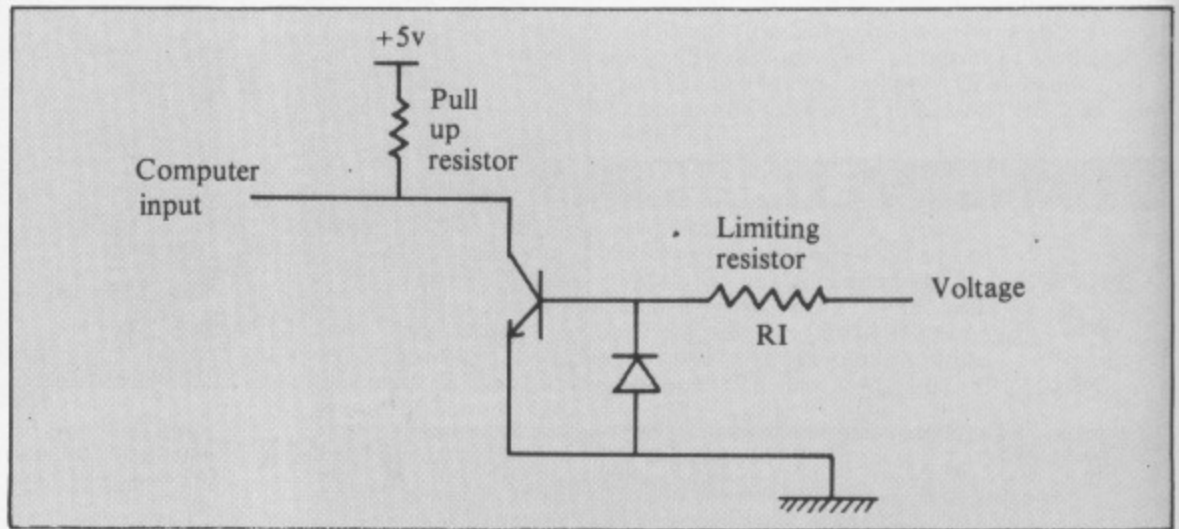 +5v
Pull
up
resistor
Computer
input
Limiting
resistor
Voltage
RI